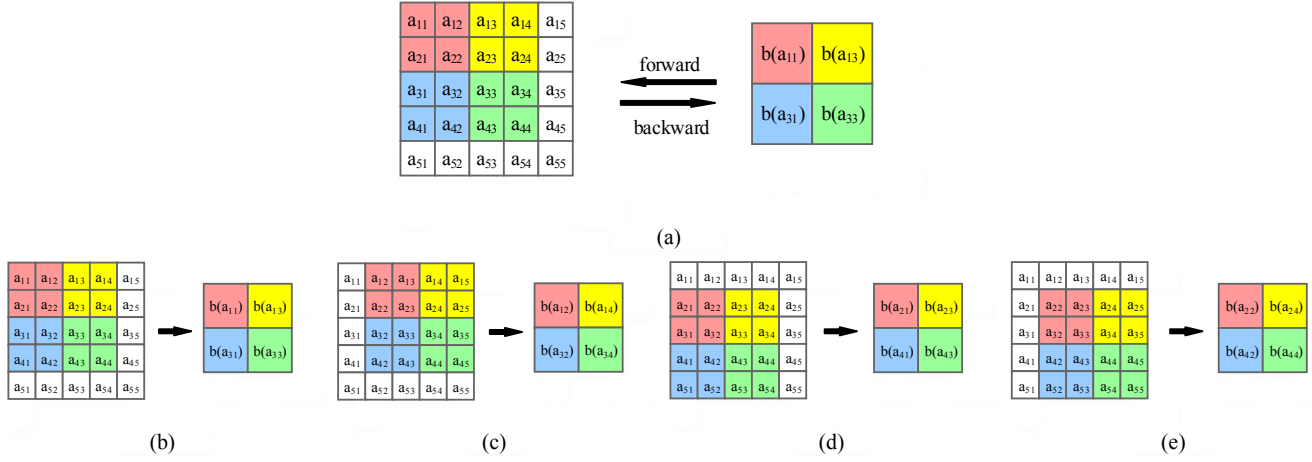 a₁₁ a₁₂ a₁₃ a₁₄ a₁₅
a₂₁ a₂₂ a₂₃ a₂₄ a₂₅
a₃₁ a₃₂ a₃₃ a₃₄ a₃₅
a₄₁ a₄₂ a₄₃ a₄₄ a₄₅
a₅₁ a₅₂ a₅₃ a₅₄ a₅₅
forward
backward
b(a₁₁) b(a₁₃)
b(a₃₁) b(a₃₃)
(a)
a₁₁ a₁₂ a₁₃ a₁₄ a₁₅
a₂₁ a₂₂ a₂₃ a₂₄ a₂₅
a₃₁ a₃₂ a₃₃ a₃₄ a₃₅
a₄₁ a₄₂ a₄₃ a₄₄ a₄₅
a₅₁ a₅₂ a₅₃ a₅₄ a₅₅
b(a₁₁) b(a₁₃)
b(a₃₁) b(a₃₃)
(b)
a₁₁ a₁₂ a₁₃ a₁₄ a₁₅
a₂₁ a₂₂ a₂₃ a₂₄ a₂₅
a₃₁ a₃₂ a₃₃ a₃₄ a₃₅
a₄₁ a₄₂ a₄₃ a₄₄ a₄₅
a₅₁ a₅₂ a₅₃ a₅₄ a₅₅
b(a₁₂) b(a₁₄)
b(a₃₂) b(a₃₄)
(c)
a₁₁ a₁₂ a₁₃ a₁₄ a₁₅
a₂₁ a₂₂ a₂₃ a₂₄ a₂₅
a₃₁ a₃₂ a₃₃ a₃₄ a₃₅
a₄₁ a₄₂ a₄₃ a₄₄ a₄₅
a₅₁ a₅₂ a₅₃ a₅₄ a₅₅
b(a₂₁) b(a₂₃)
b(a₄₁) b(a₄₃)
(d)
a₁₁ a₁₂ a₁₃ a₁₄ a₁₅
a₂₁ a₂₂ a₂₃ a₂₄ a₂₅
a₃₁ a₃₂ a₃₃ a₃₄ a₃₅
a₄₁ a₄₂ a₄₃ a₄₄ a₄₅
a₅₁ a₅₂ a₅₃ a₅₄ a₅₅
b(a₂₂) b(a₂₄)
b(a₄₂) b(a₄₄)
(e)